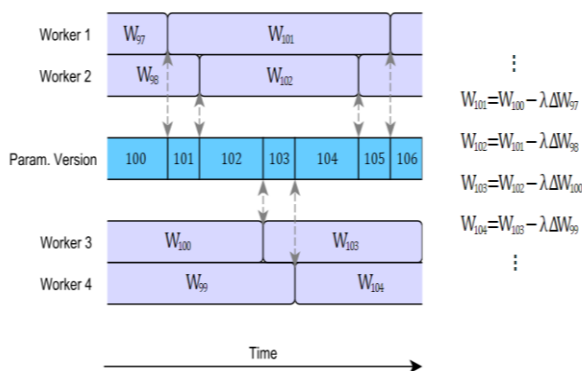 Worker 1 W₉₇ W₁₀₁
Worker 2 W₉₈ W₁₀₂
Param. Version 100 101 102 103 104 105 106
Worker 3 W₁₀₀ W₁₀₃
Worker 4 W₉₉ W₁₀₄
Time
⋮
W₁₀₁=W₁₀₀−λΔW₉₇
W₁₀₂=W₁₀₁−λΔW₉₈
W₁₀₃=W₁₀₂−λΔW₁₀₀
W₁₀₄=W₁₀₃−λΔW₉₉
⋮